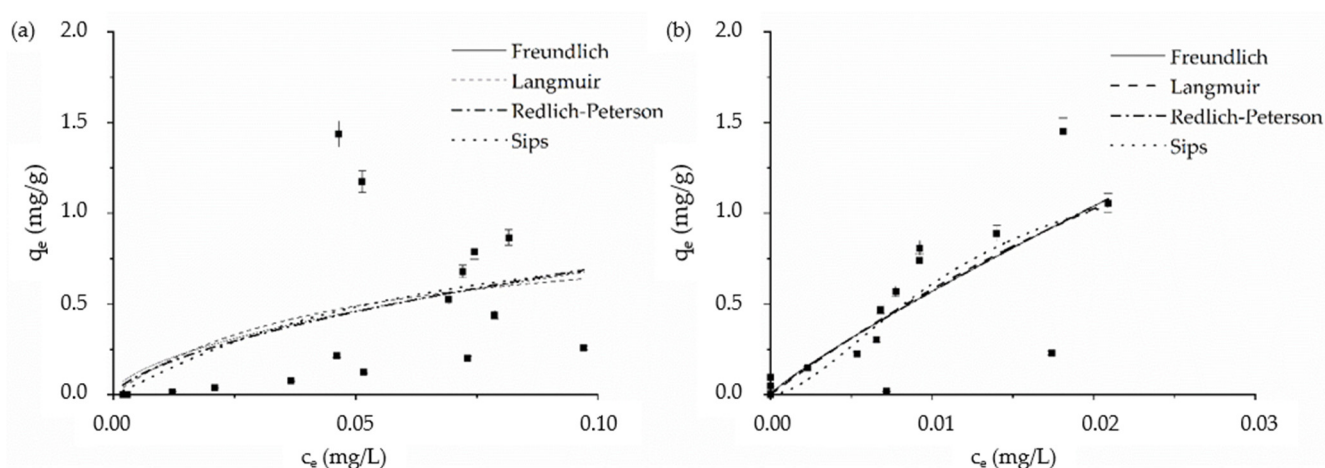 (a)
2.0
1.5
1.0
0.5
0.0
qe (mg/g)
Freundlich
Langmuir
Redlich-Peterson
Sips
0.00
0.05
0.10
ce (mg/L)
(b)
2.0
1.5
1.0
0.5
0.0
qe (mg/g)
Freundlich
Langmuir
Redlich-Peterson
Sips
0.00
0.01
0.02
0.03
ce (mg/L)